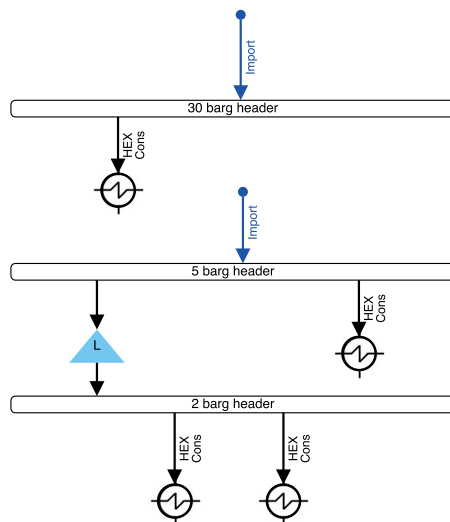 Import
30 barg header
HEX
Cons
Import
5 barg header
HEX
Cons
L
2 barg header
HEX
Cons
HEX
Cons